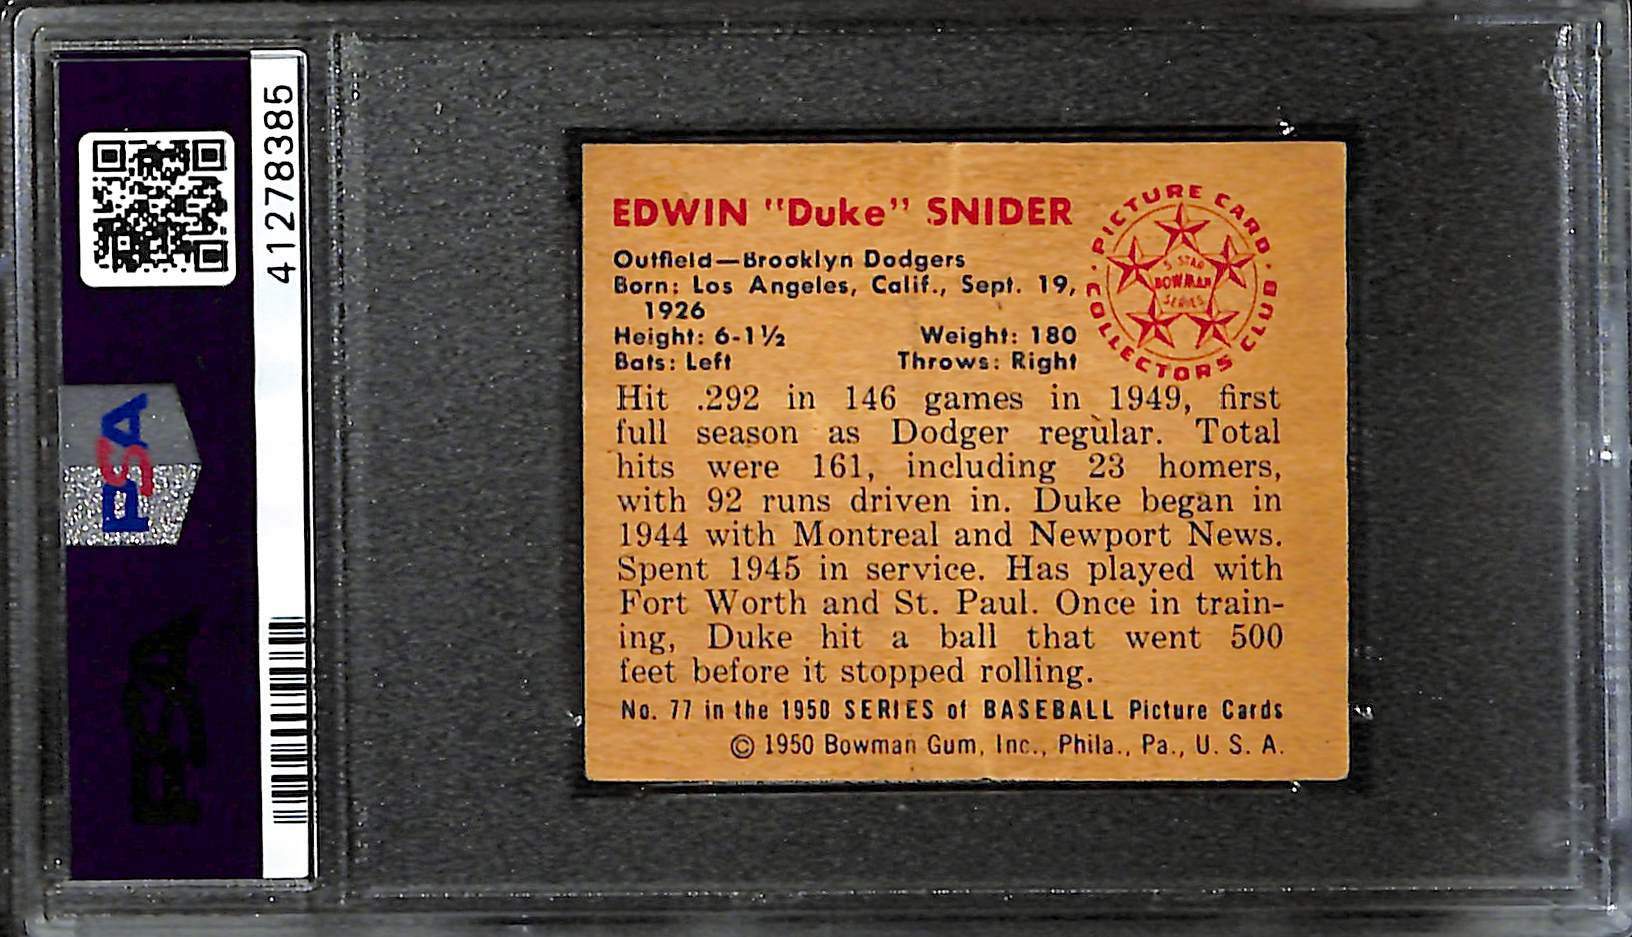 41278385
PSA
PSA
EDWIN "Duke" SNIDER
Outfield—Brooklyn Dodgers
Born: Los Angeles, Calif., Sept. 19,
1926
Height: 6-1½ Weight: 180
Bats: Left Throws: Right
PICTURE CARD COLLECTORS CLUB
5 STAR
BOWMAN
SERIES
Hit .292 in 146 games in 1949, first
full season as Dodger regular. Total
hits were 161, including 23 homers,
with 92 runs driven in. Duke began in
1944 with Montreal and Newport News.
Spent 1945 in service. Has played with
Fort Worth and St. Paul. Once in train-
ing, Duke hit a ball that went 500
feet before it stopped rolling.
No. 77 in the 1950 SERIES of BASEBALL Picture Cards
© 1950 Bowman Gum, Inc., Phila., Pa., U. S. A.